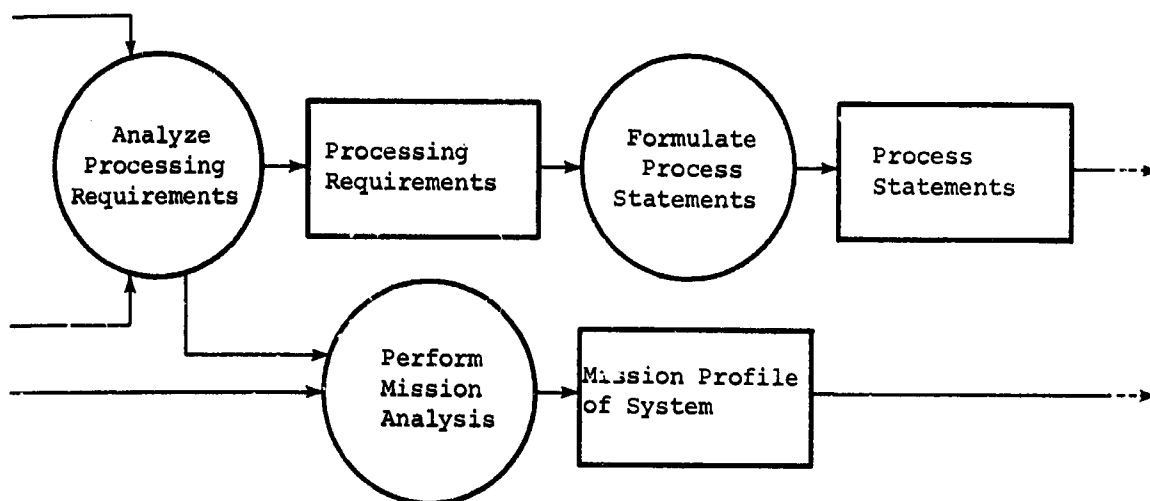 Analyze
Processing
Requirements
Processing
Requirements
Formulate
Process
Statements
Process
Statements
Perform
Mission
Analysis
Mission Profile
of System